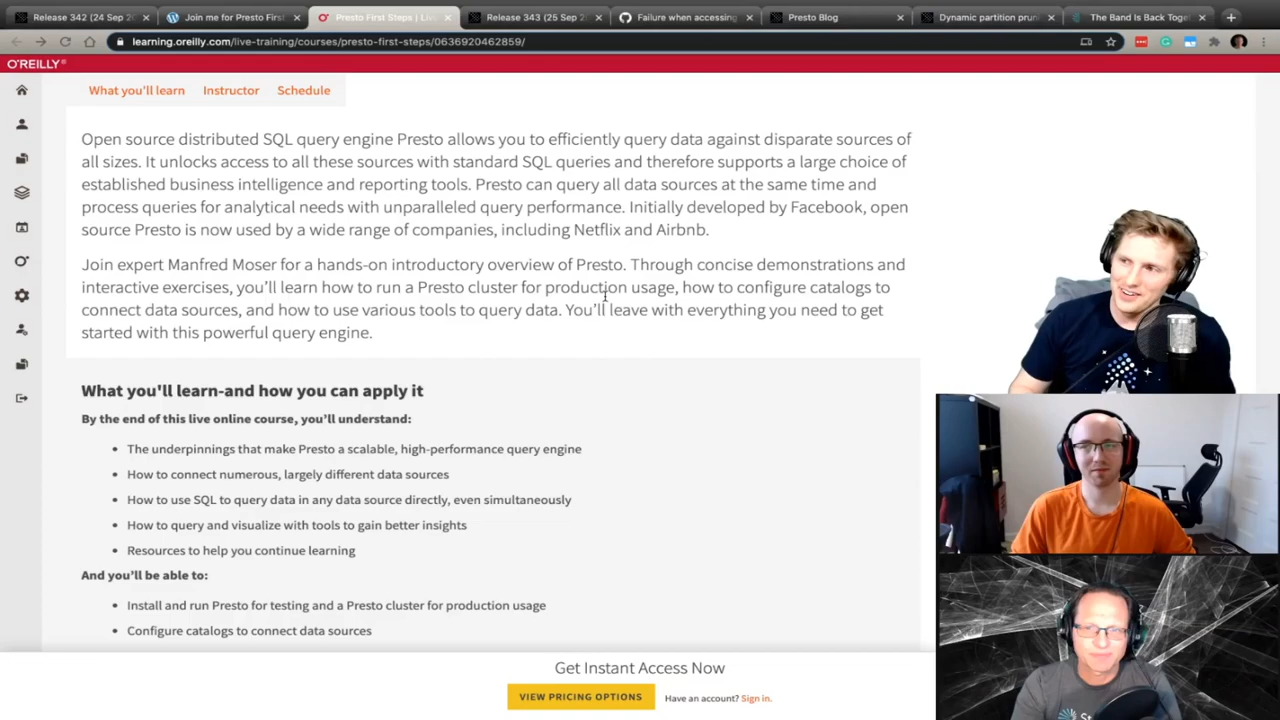 Release 342 (24 Sep 20
Join me for Presto First
Presto First Steps | Live
Release 343 (25 Sep 20
Failure when accessing
Presto Blog
Dynamic partition prun
The Band Is Back Toge
learning.oreilly.com/live-training/courses/presto-first-steps/0636920462859/
O'REILLY®
What you'll learn Instructor Schedule
Open source distributed SQL query engine Presto allows you to efficiently query data against disparate sources of
all sizes. It unlocks access to all these sources with standard SQL queries and therefore supports a large choice of
established business intelligence and reporting tools. Presto can query all data sources at the same time and
process queries for analytical needs with unparalleled query performance. Initially developed by Facebook, open
source Presto is now used by a wide range of companies, including Netflix and Airbnb.
Join expert Manfred Moser for a hands-on introductory overview of Presto. Through concise demonstrations and
interactive exercises, you'll learn how to run a Presto cluster for production usage, how to configure catalogs to
connect data sources, and how to use various tools to query data. You'll leave with everything you need to get
started with this powerful query engine.
What you'll learn-and how you can apply it
By the end of this live online course, you'll understand:
• The underpinnings that make Presto a scalable, high-performance query engine
• How to connect numerous, largely different data sources
• How to use SQL to query data in any data source directly, even simultaneously
• How to query and visualize with tools to gain better insights
• Resources to help you continue learning
And you'll be able to:
• Install and run Presto for testing and a Presto cluster for production usage
• Configure catalogs to connect data sources
Get Instant Access Now
VIEW PRICING OPTIONS Have an account? Sign in.